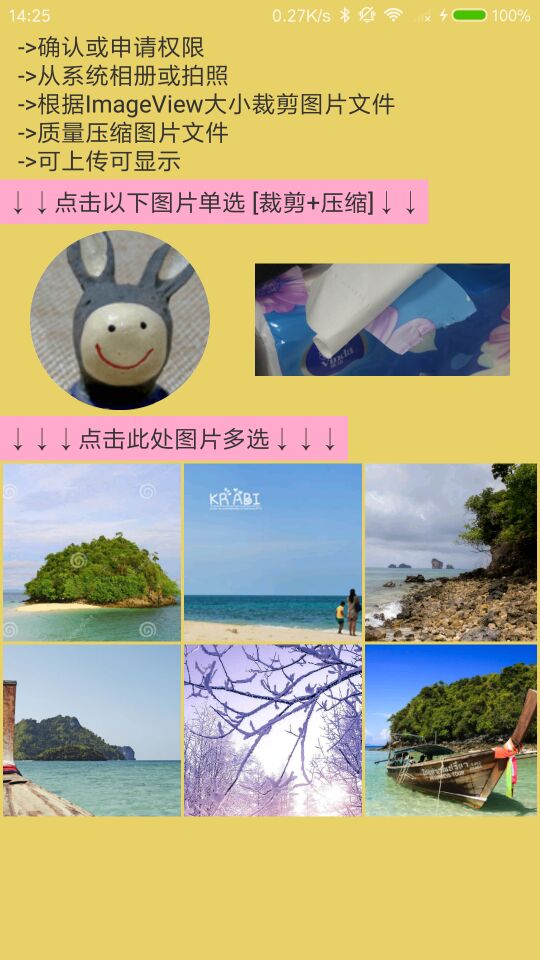 14:25 0.27K/s 100%
->确认或申请权限
->从系统相册或拍照
->根据ImageView大小裁剪图片文件
->质量压缩图片文件
->可上传可显示
↓↓点击以下图片单选 [裁剪+压缩]↓↓
Vinda
↓↓↓点击此处图片多选↓↓↓
KRABI